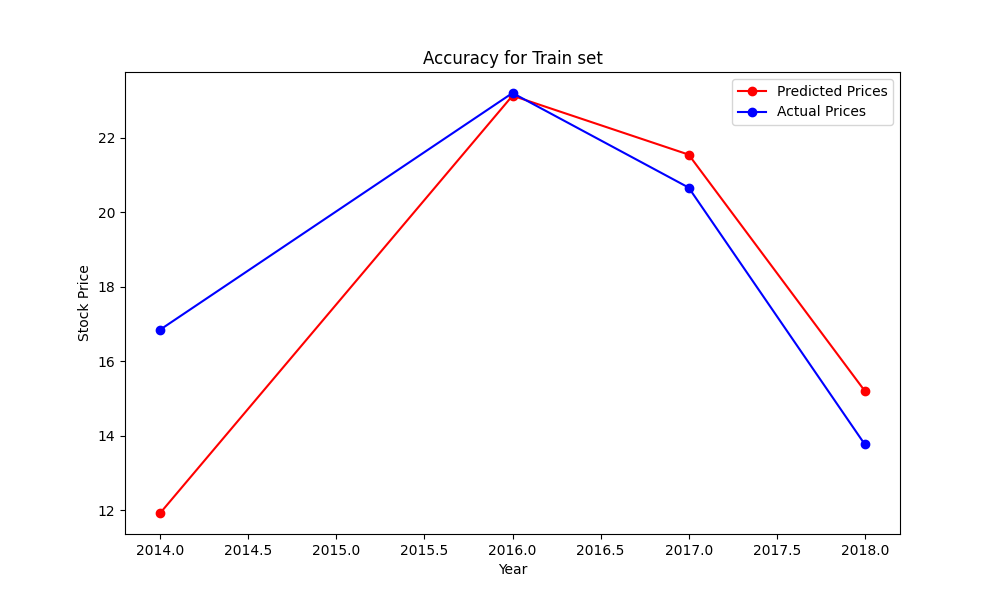 Accuracy for Train set
Predicted Prices
Actual Prices
Stock Price
22
20
18
16
14
12
2014.0 2014.5 2015.0 2015.5 2016.0 2016.5 2017.0 2017.5 2018.0
Year